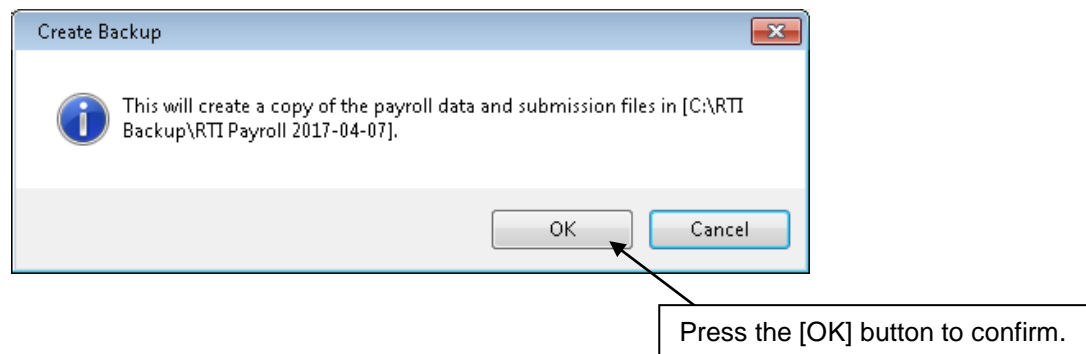 Create Backup
This will create a copy of the payroll data and submission files in [C:\RTI
Backup\RTI Payroll 2017-04-07].
OK
Cancel
Press the [OK] button to confirm.